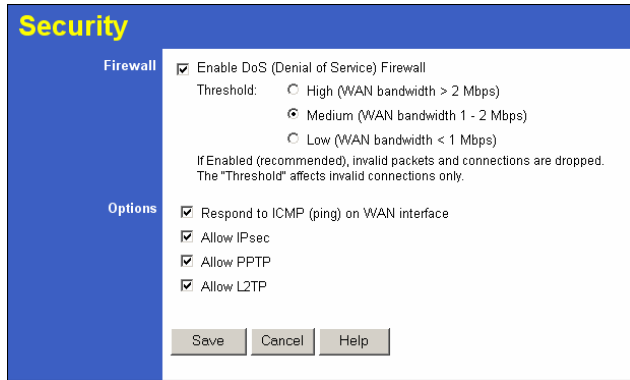 Security
Firewall
Enable DoS (Denial of Service) Firewall
Threshold:
High (WAN bandwidth > 2 Mbps)
Medium (WAN bandwidth 1 - 2 Mbps)
Low (WAN bandwidth < 1 Mbps)
If Enabled (recommended), invalid packets and connections are dropped.
The "Threshold" affects invalid connections only.
Options
Respond to ICMP (ping) on WAN interface
Allow IPsec
Allow PPTP
Allow L2TP
Save Cancel Help